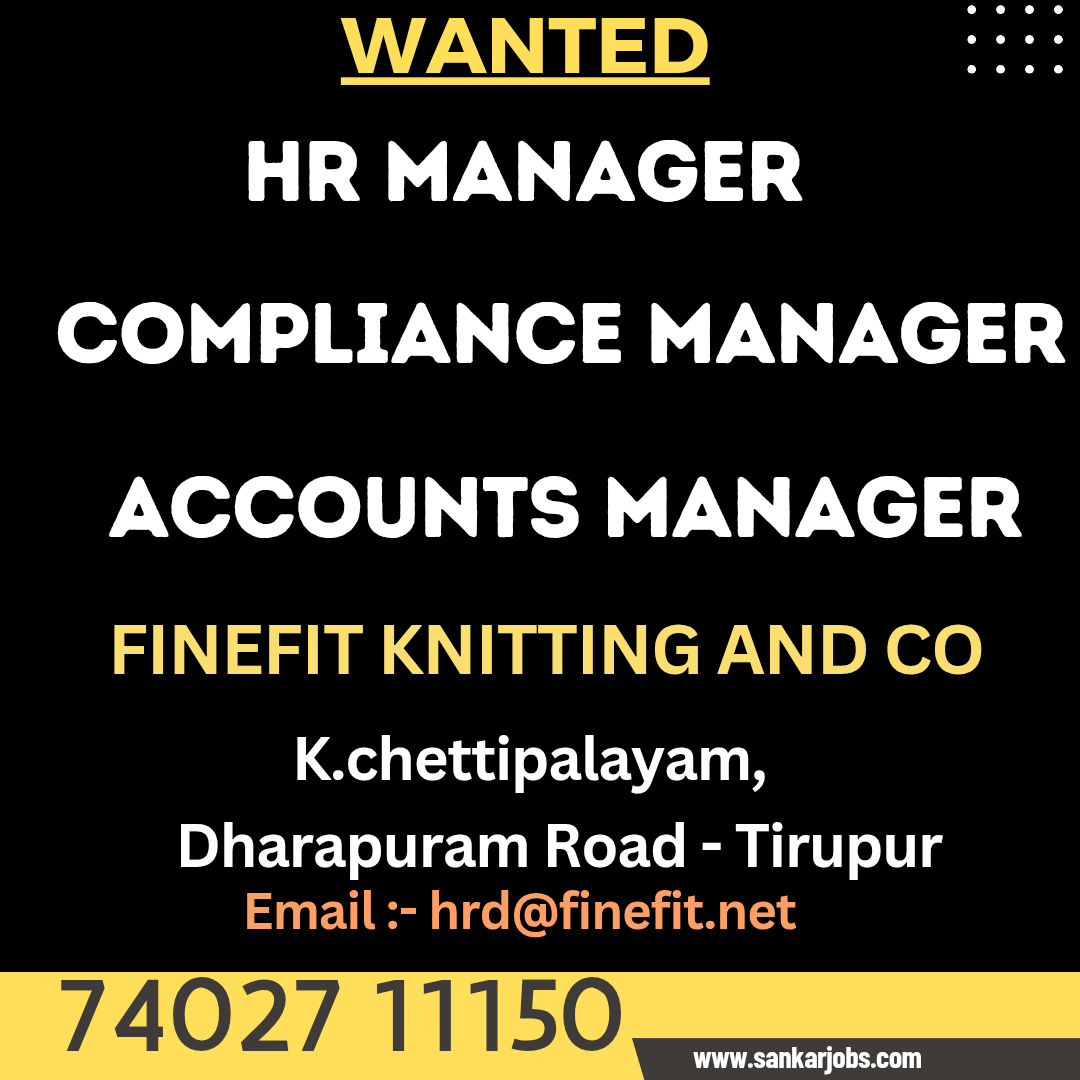 WANTED
HR MANAGER
COMPLIANCE MANAGER
ACCOUNTS MANAGER
FINEFIT KNITTING AND CO
K.chettipalayam,
Dharapuram Road - Tirupur
Email :- hrd@finefit.net
74027 11150
www.sankarjobs.com